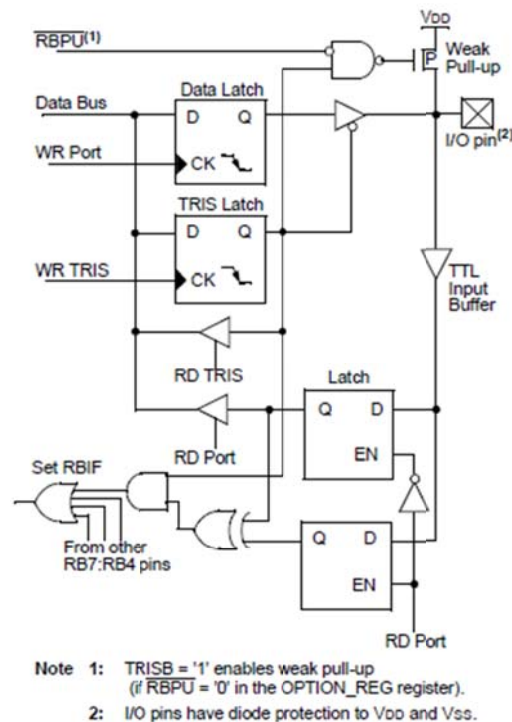 VDD
RBPU(1)
P
Weak
Pull-up
Data Bus
Data Latch
D Q
I/O pin(2)
WR Port
CK
TRIS Latch
D Q
WR TRIS
CK
TTL
Input
Buffer
RD TRIS
Latch
Q D
RD Port
EN
Set RBIF
Q D
From other
RB7:RB4 pins
EN
RD Port
Note 1: TRISB = '1' enables weak pull-up
(if RBPU = '0' in the OPTION_REG register).
2: I/O pins have diode protection to VDD and VSS.